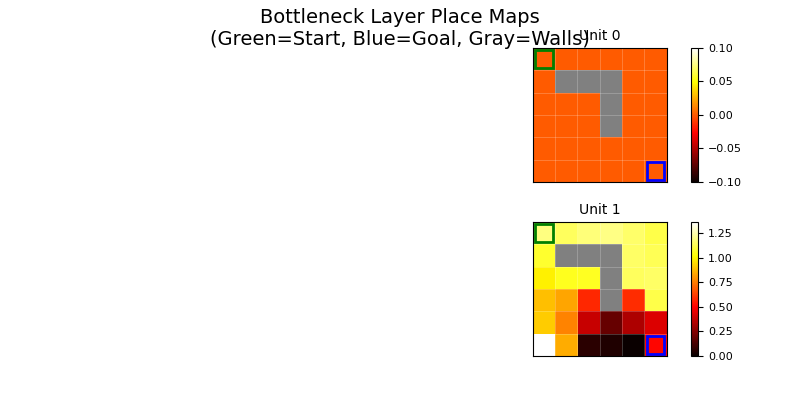 Bottleneck Layer Place Maps
(Green=Start, Blue=Goal, Gray=Walls)
Unit 0
0.10
0.05
0.00
−0.05
−0.10
Unit 1
1.25
1.00
0.75
0.50
0.25
0.00